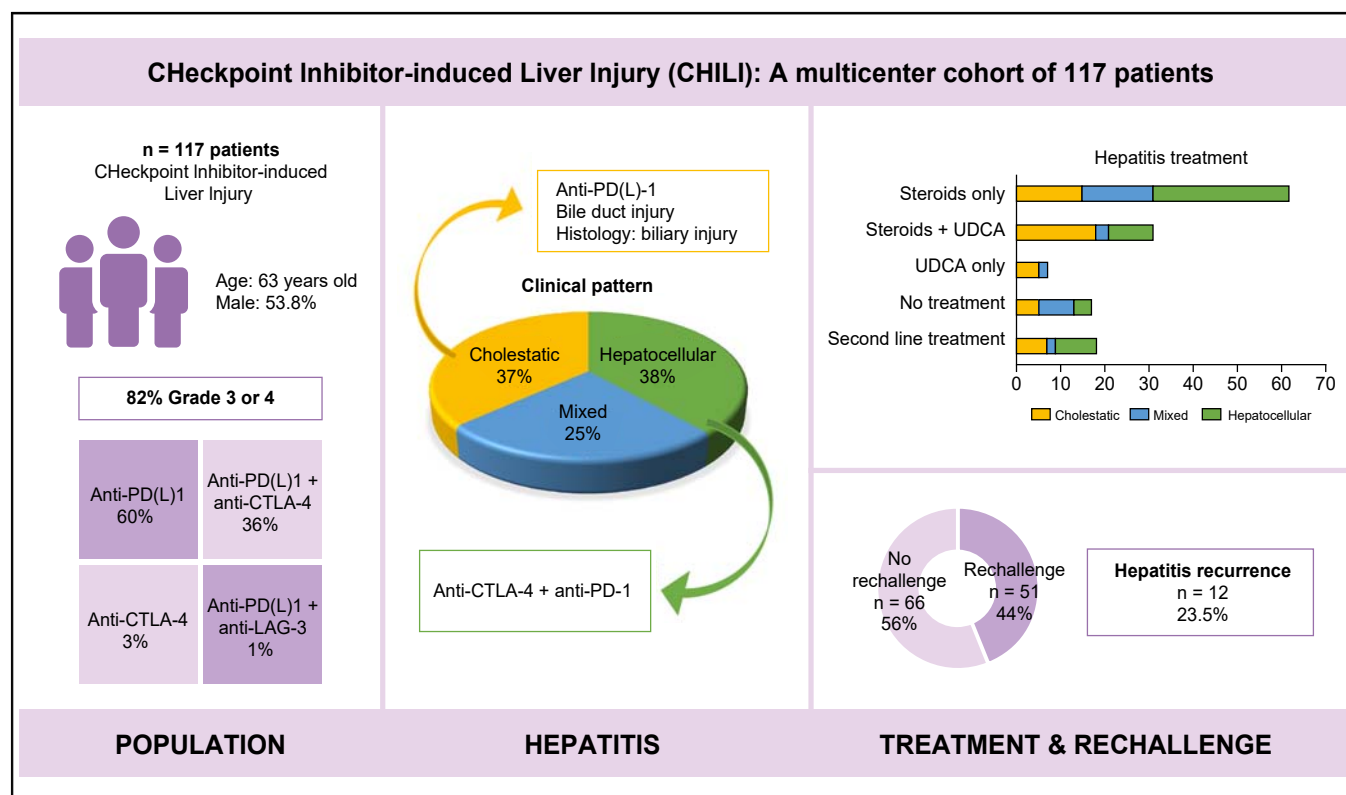 CHeckpoint Inhibitor-induced Liver Injury (CHILI): A multicenter cohort of 117 patients
n = 117 patients
CHeckpoint Inhibitor-induced
Liver Injury
Age: 63 years old
Male: 53.8%
82% Grade 3 or 4
Anti-PD(L)1
60%
Anti-PD(L)1 +
anti-CTLA-4
36%
Anti-CTLA-4
3%
Anti-PD(L)1 +
anti-LAG-3
1%
POPULATION
Anti-PD(L)-1
Bile duct injury
Histology: biliary injury
Clinical pattern
Cholestatic
37%
Hepatocellular
38%
Mixed
25%
Anti-CTLA-4 + anti-PD-1
HEPATITIS
Hepatitis treatment
Steroids only
Steroids + UDCA
UDCA only
No treatment
Second line treatment
0 10 20 30 40 50 60 70
Cholestatic Mixed Hepatocellular
No
rechallenge
n = 66
56%
Rechallenge
n = 51
44%
Hepatitis recurrence
n = 12
23.5%
TREATMENT & RECHALLENGE